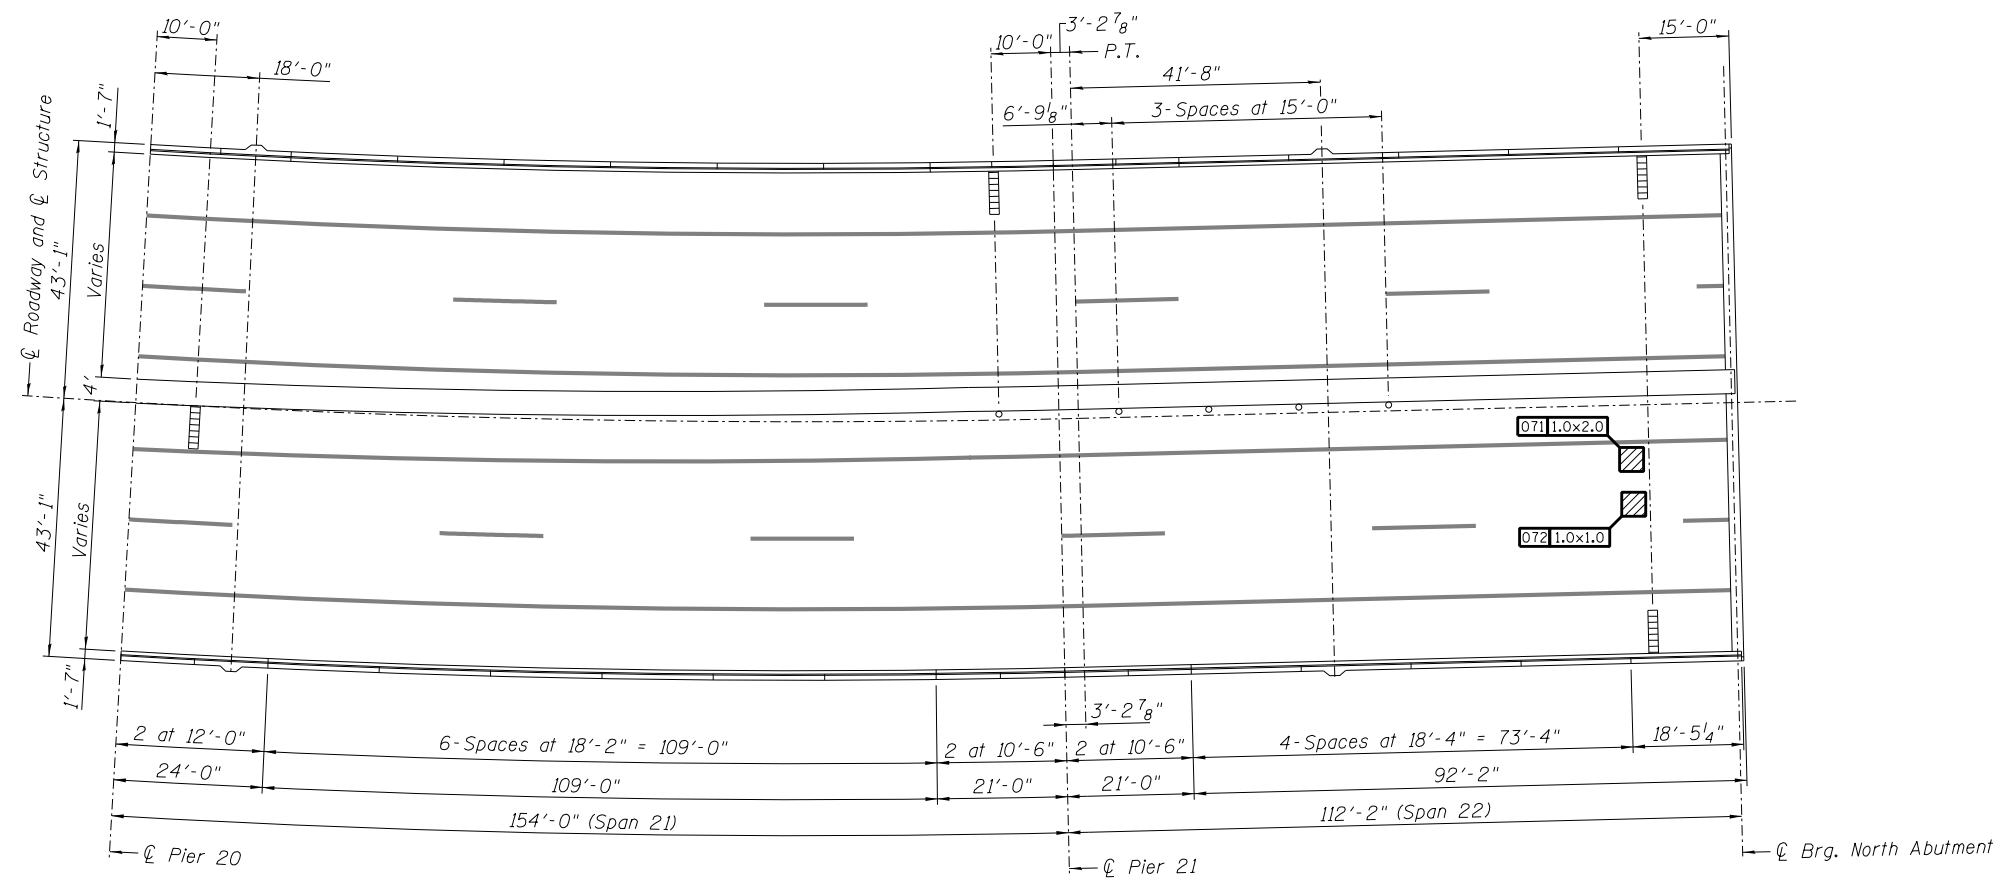 10'-0"
18'-0"
1'-7"
3'-2 7/8"
10'-0"
P.T.
41'-8"
6'-9 1/8"
3-Spaces at 15'-0"
15'-0"
℄ Roadway and ℄ Structure
43'-1"
Varies
4'
071 1.0x2.0
072 1.0x1.0
43'-1"
Varies
1'-7"
3'-2 7/8"
2 at 12'-0"
6-Spaces at 18'-2" = 109'-0"
2 at 10'-6"
2 at 10'-6"
4-Spaces at 18'-4" = 73'-4"
18'-5 1/4"
24'-0"
109'-0"
21'-0"
21'-0"
92'-2"
154'-0" (Span 21)
112'-2" (Span 22)
℄ Pier 20
℄ Pier 21
℄ Brg. North Abutment